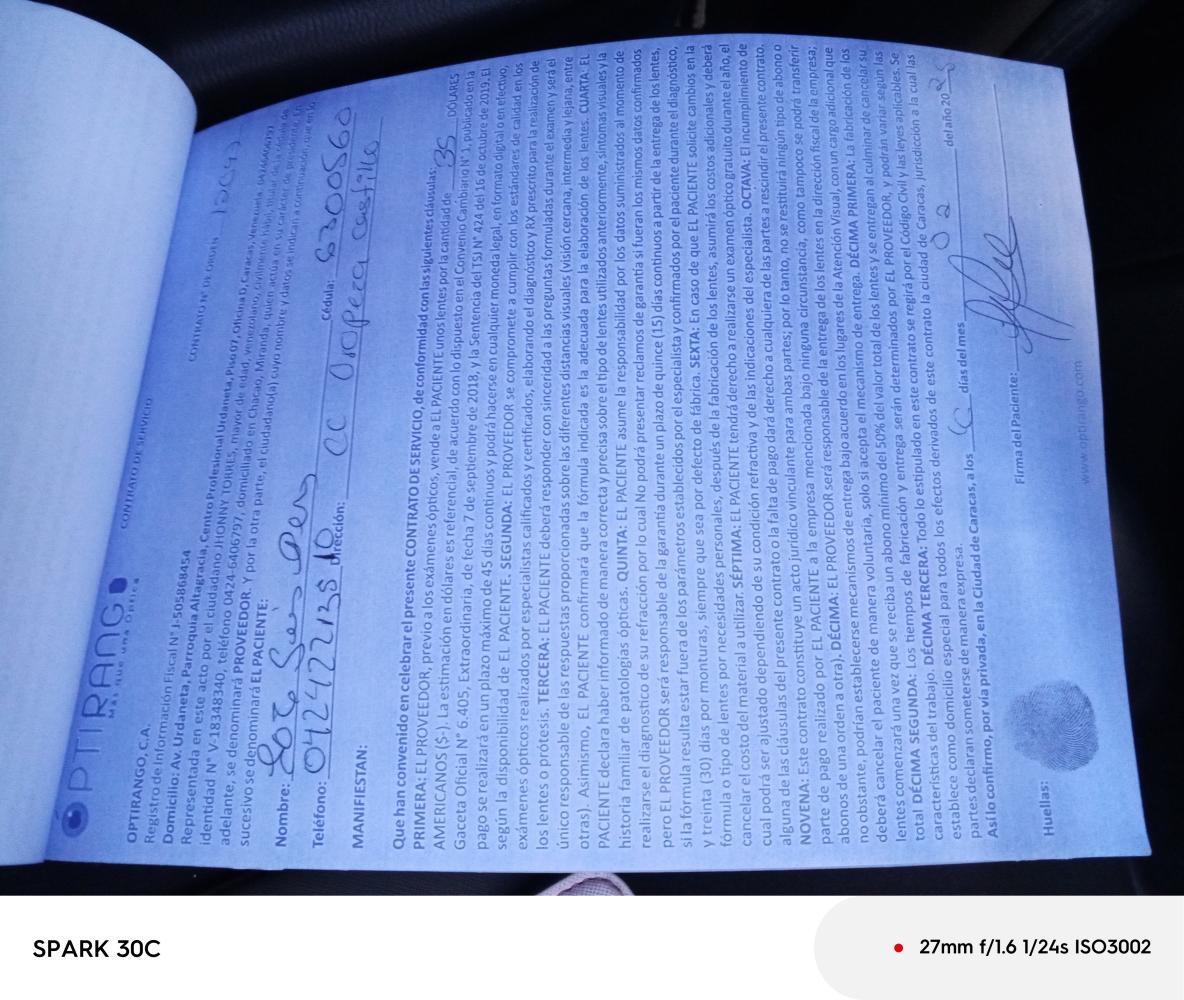 OPTIRANGO
Más que una Óptica
CONTRATO DE SERVICIO
CONTRATO N° DE ORDEN
OPTIRANGO, C.A.
Registro de Información Fiscal N° J-505868454
Domicilio: Av. Urdaneta, Parroquia Altagracia, Centro Profesional Urdaneta, Piso 07, Oficina D, Caracas, Venezuela.
Representada en este acto por el ciudadano JHONNY TORRES, mayor de edad, venezolano, civilmente hábil, titular de la cédula de
identidad N° V-18348340, teléfono 0424-6406797, domiciliado en Chacao, Miranda, quien actúa en su carácter de presidente. En
adelante, se denominará PROVEEDOR. Y por la otra parte, el ciudadano(da) cuyo nombre y datos se indican a continuación, que en lo
sucesivo se denominará EL PACIENTE:
Nombre: Cédula: 6300560
Teléfono: 04242213810 Dirección: CC Oropeza Castillo
MANIFIESTAN:
Que han convenido en celebrar el presente CONTRATO DE SERVICIO, de conformidad con las siguientes cláusulas:
PRIMERA: EL PROVEEDOR, previo a los exámenes ópticos, vende a EL PACIENTE unos lentes por la cantidad de 35 DÓLARES
AMERICANOS ($). La estimación en dólares es referencial, de acuerdo con lo dispuesto en el Convenio Cambiario N° 1, publicado en la
Gaceta Oficial N° 6.405, Extraordinaria, de fecha 7 de septiembre de 2018, y la Sentencia del TSJ N° 424 del 16 de octubre de 2019. El
pago se realizará en un plazo máximo de 45 días continuos y podrá hacerse en cualquier moneda legal, en formato digital o efectivo,
según la disponibilidad de EL PACIENTE. SEGUNDA: EL PROVEEDOR se compromete a cumplir con los estándares de calidad en los
exámenes ópticos realizados por especialistas calificados y certificados, elaborando el diagnóstico y RX prescrito para la realización de
los lentes o prótesis. TERCERA: EL PACIENTE deberá responder con sinceridad a las preguntas formuladas durante el examen y será el
único responsable de las respuestas proporcionadas sobre las diferentes distancias visuales (visión cercana, intermedia y lejana, entre
otras). Asimismo, EL PACIENTE confirmará que la fórmula indicada es la adecuada para la elaboración de los lentes. CUARTA: EL
PACIENTE declara haber informado de manera correcta y precisa sobre el tipo de lentes utilizados anteriormente, síntomas visuales y la
historia familiar de patologías ópticas. QUINTA: EL PACIENTE asume la responsabilidad por los datos suministrados al momento de
realizarse el diagnostico de su refracción por lo cual No podrá presentar reclamos de garantía si fueran los mismos datos confirmados
pero EL PROVEEDOR será responsable de la garantía durante un plazo de quince (15) días continuos a partir de la entrega de los lentes,
si la fórmula resulta estar fuera de los parámetros establecidos por el especialista y confirmados por el paciente durante el diagnóstico,
y treinta (30) días por monturas, siempre que sea por defecto de fábrica. SEXTA: En caso de que EL PACIENTE solicite cambios en la
fórmula o tipo de lentes por necesidades personales, después de la fabricación de los lentes, asumirá los costos adicionales y deberá
cancelar el costo del material a utilizar. SÉPTIMA: EL PACIENTE tendrá derecho a realizarse un examen óptico gratuito durante el año, el
cual podrá ser ajustado dependiendo de su condición refractiva y de las indicaciones del especialista. OCTAVA: El incumplimiento de
alguna de las cláusulas del presente contrato o la falta de pago dará derecho a cualquiera de las partes a rescindir el presente contrato.
NOVENA: Este contrato constituye un acto jurídico vinculante para ambas partes; por lo tanto, no se restituirá ningún tipo de abono o
parte de pago realizado por EL PACIENTE a la empresa mencionada bajo ninguna circunstancia, como tampoco se podrá transferir
abonos de una orden a otra). DÉCIMA: EL PROVEEDOR será responsable de la entrega de los lentes en la dirección fiscal de la empresa;
no obstante, podrían establecerse mecanismos de entrega bajo acuerdo en los lugares de la Atención Visual, con un cargo adicional que
deberá cancelar el paciente de manera voluntaria, solo si acepta el mecanismo de entrega. DÉCIMA PRIMERA: La fabricación de los
lentes comenzará una vez que se reciba un abono mínimo del 50% del valor total de los lentes y se entregan al culminar de cancelar su
total DÉCIMA SEGUNDA: Los tiempos de fabricación y entrega serán determinados por EL PROVEEDOR, y podrán variar según las
características del trabajo. DÉCIMA TERCERA: Todo lo estipulado en este contrato se regirá por el Código Civil y las leyes aplicables. Se
establece como domicilio especial para todos los efectos derivados de este contrato la ciudad de Caracas, jurisdicción a la cual las
partes declaran someterse de manera expresa.
Así lo confirmo, por vía privada, en la Ciudad de Caracas, a los días del mes 02 del año 20
Huellas: Firma del Paciente:
www.optirango.com
SPARK 30C
27mm f/1.6 1/24s ISO3002